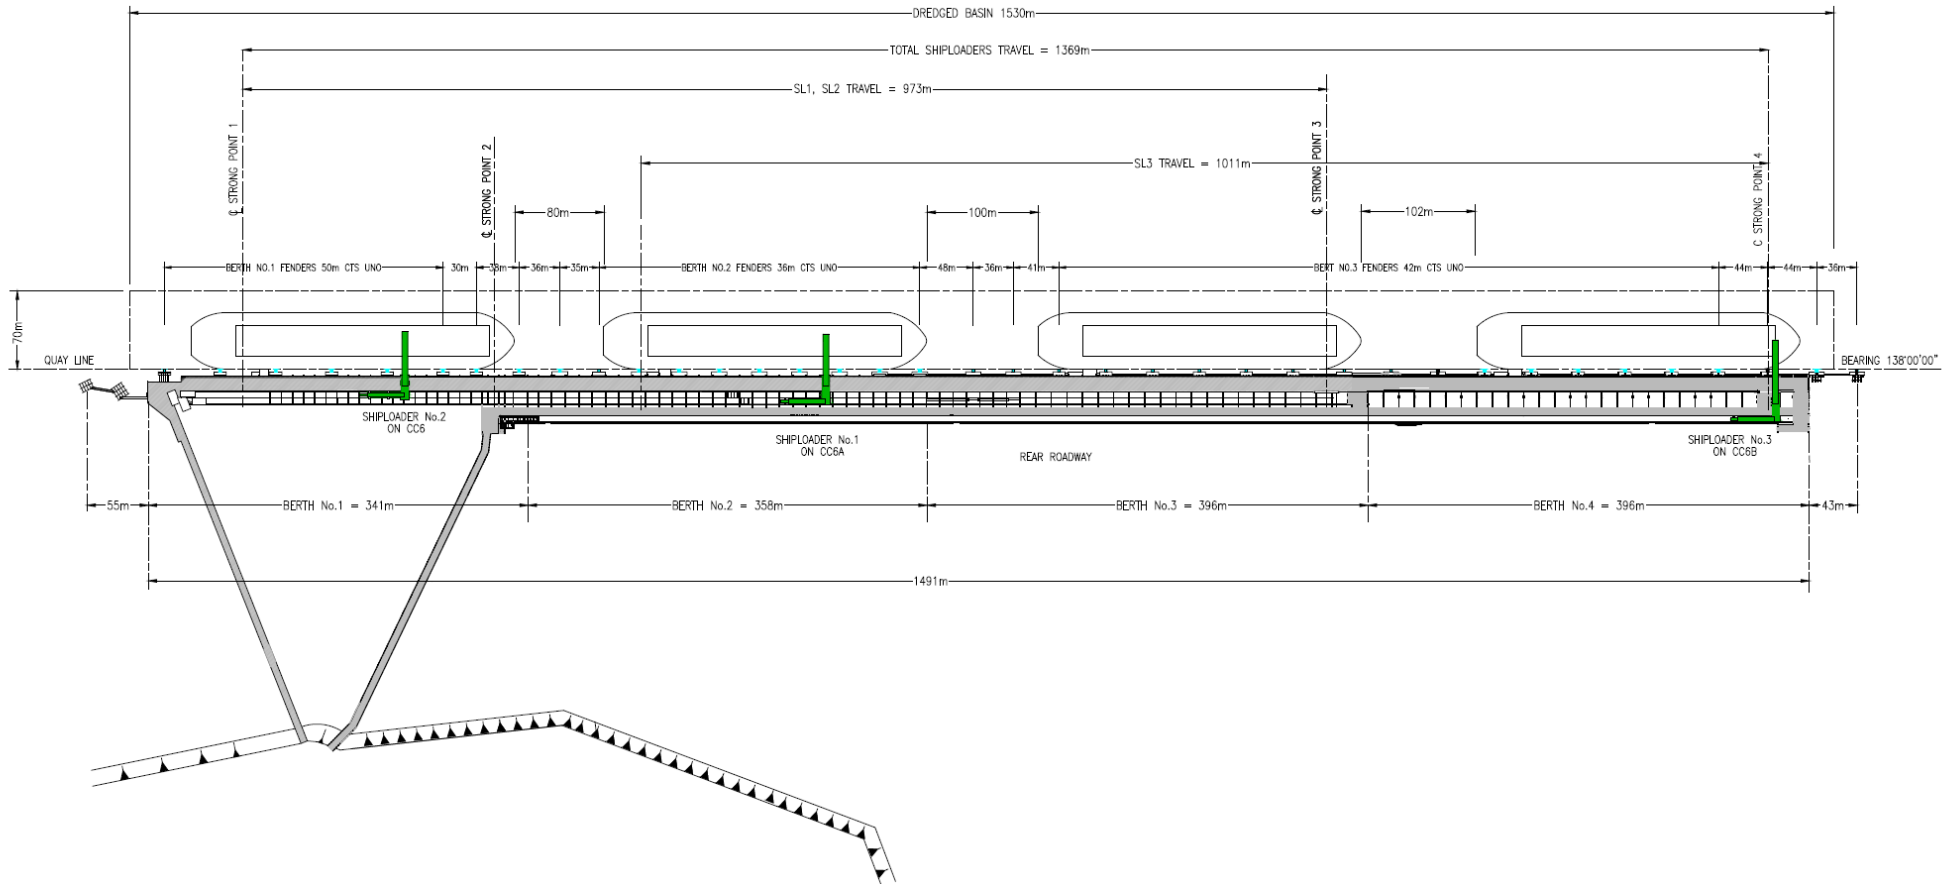 DREDGED BASIN 1530m
TOTAL SHIPLOADERS TRAVEL = 1369m
SL1, SL2 TRAVEL = 973m
℄ STRONG POINT 1
℄ STRONG POINT 2
℄ STRONG POINT 3
C STRONG POINT 4
SL3 TRAVEL = 1011m
80m
100m
102m
BERTH NO.1 FENDERS 50m CTS UNO
30m
38m
36m
35m
BERTH NO.2 FENDERS 36m CTS UNO
48m
36m
41m
BERT NO.3 FENDERS 42m CTS UNO
44m
44m
36m
70m
QUAY LINE
BEARING 138°00'00"
SHIPLOADER No.2
ON CC6
SHIPLOADER No.1
ON CC6A
SHIPLOADER No.3
ON CC6B
REAR ROADWAY
55m
BERTH No.1 = 341m
BERTH No.2 = 358m
BERTH No.3 = 396m
BERTH No.4 = 396m
43m
1491m